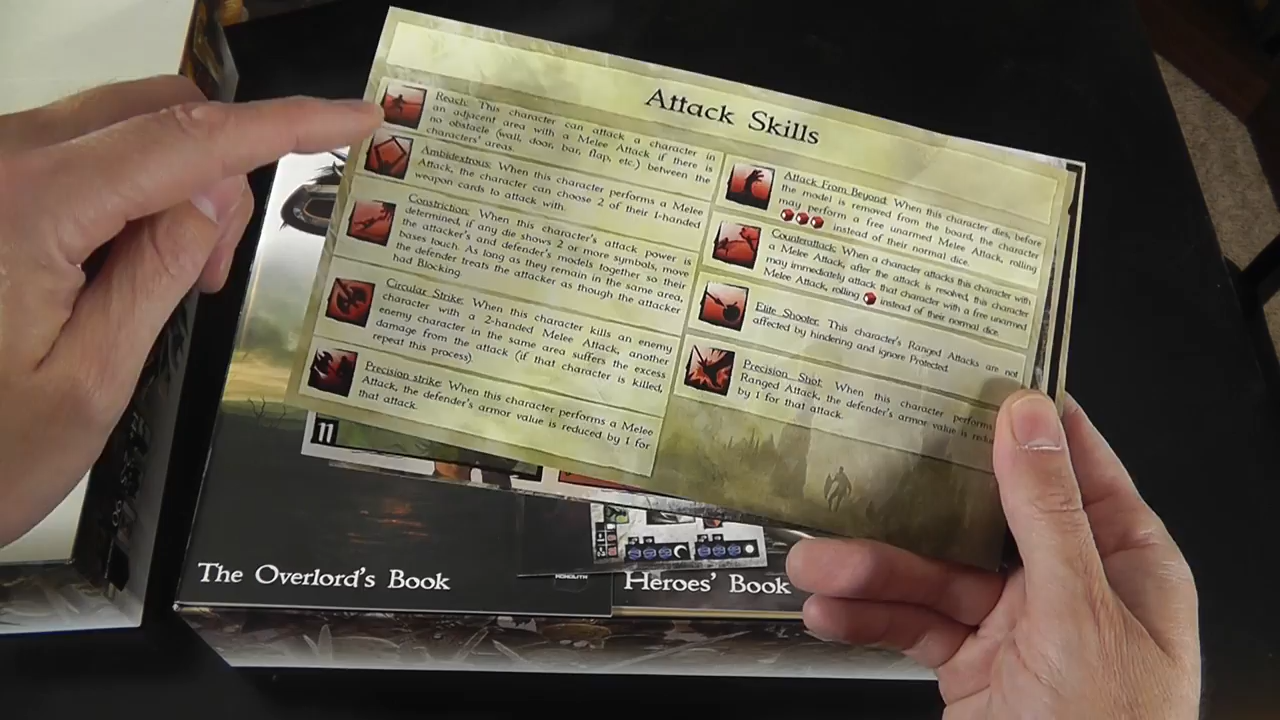 Attack Skills
Reach: This character can attack a character in
an adjacent area with a Melee Attack if there is
no obstacle (wall, door, bar, flap, etc.) between the
characters' areas.
Ambidextrous: When this character performs a Melee
Attack, the character can choose 2 of their 1-handed
weapon cards to attack with.
Constriction: When this character's attack power is
determined, if any die shows 2 or more symbols, move
the attacker's and defender's models together so their
bases touch. As long as they remain in the same area,
the defender treats the attacker as though the attacker
had Blocking.
Circular Strike: When this character kills an enemy
character with a 2-handed Melee Attack, another
enemy character in the same area suffers the excess
damage from the attack (if that character is killed,
repeat this process).
Precision strike: When this character performs a Melee
Attack, the defender's armor value is reduced by 1 for
that attack.
Attack From Beyond: When this character dies, before
the model is removed from the board, the character
may perform a free unarmed Melee Attack, rolling
instead of their normal dice.
Counterattack: When a character attacks this character with
a Melee Attack, after the attack is resolved, this character
may immediately attack that character with a free unarmed
Melee Attack, rolling instead of their normal dice.
Elite Shooter: This character's Ranged Attacks are not
affected by hindering and ignore Protected.
Precision Shot: When this character performs
Ranged Attack, the defender's armor value is
by 1 for that attack.
11
The Overlord's Book
MONOLITH
Heroes' Book